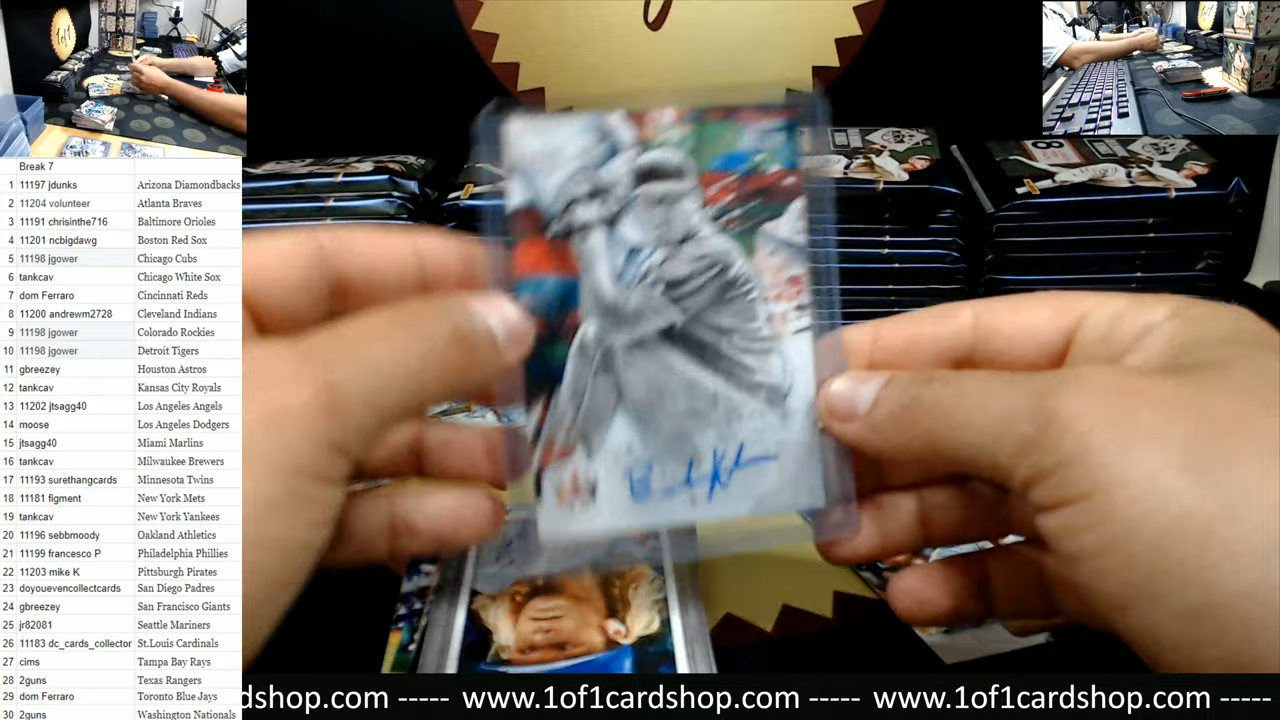 Break 7
1 11197 jdunks Arizona Diamondbacks
2 11204 volunteer Atlanta Braves
3 11191 chrisinthe716 Baltimore Orioles
4 11201 ncbigdawg Boston Red Sox
5 11198 jgower Chicago Cubs
6 tankcav Chicago White Sox
7 dom Ferraro Cincinnati Reds
8 11200 andrewm2728 Cleveland Indians
9 11198 jgower Colorado Rockies
10 11198 jgower Detroit Tigers
11 gbreezey Houston Astros
12 tankcav Kansas City Royals
13 11202 jtsagg40 Los Angeles Angels
14 moose Los Angeles Dodgers
15 jtsagg40 Miami Marlins
16 tankcav Milwaukee Brewers
17 11193 surethangcards Minnesota Twins
18 11181 figment New York Mets
19 tankcav New York Yankees
20 11196 sebbmoody Oakland Athletics
21 11199 francesco P Philadelphia Phillies
22 11203 mike K Pittsburgh Pirates
23 doyouevencollectcards San Diego Padres
24 gbreezey San Francisco Giants
25 jr82081 Seattle Mariners
26 11183 dc_cards_collector St.Louis Cardinals
27 cims Tampa Bay Rays
28 2guns Texas Rangers
29 dom Ferraro Toronto Blue Jays
30 2guns Washington Nationals
dshop.com ----- www.1of1cardshop.com ----- www.1of1cardshop.com -----